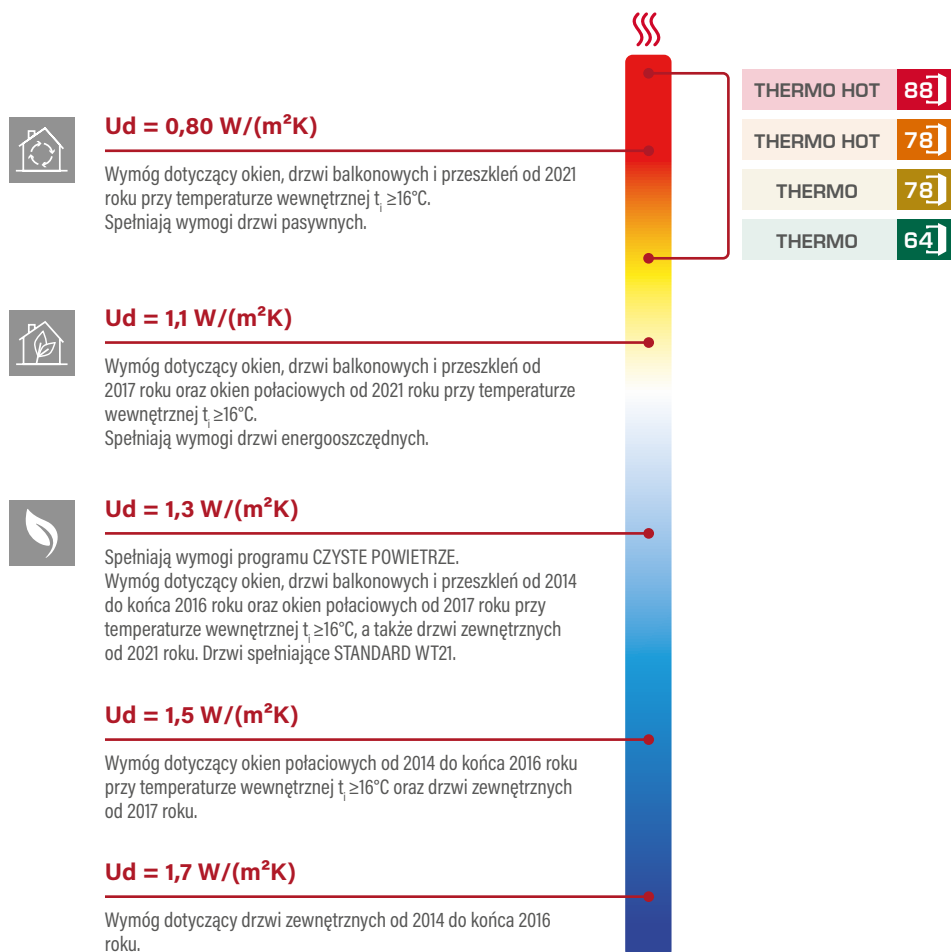 THERMO HOT 88
THERMO HOT 78
THERMO 78
THERMO 64
Ud = 0,80 W/(m²K)
Wymóg dotyczący okien, drzwi balkonowych i przeszkleń od 2021
roku przy temperaturze wewnętrznej tᵢ ≥16°C.
Spełniają wymogi drzwi pasywnych.
Ud = 1,1 W/(m²K)
Wymóg dotyczący okien, drzwi balkonowych i przeszkleń od
2017 roku oraz okien połaciowych od 2021 roku przy temperaturze
wewnętrznej tᵢ ≥16°C.
Spełniają wymogi drzwi energooszczędnych.
Ud = 1,3 W/(m²K)
Spełniają wymogi programu CZYSTE POWIETRZE.
Wymóg dotyczący okien, drzwi balkonowych i przeszkleń od 2014
do końca 2016 roku oraz okien połaciowych od 2017 roku przy
temperaturze wewnętrznej tᵢ ≥16°C, a także drzwi zewnętrznych
od 2021 roku. Drzwi spełniające STANDARD WT21.
Ud = 1,5 W/(m²K)
Wymóg dotyczący okien połaciowych od 2014 do końca 2016 roku
przy temperaturze wewnętrznej tᵢ ≥16°C oraz drzwi zewnętrznych
od 2017 roku.
Ud = 1,7 W/(m²K)
Wymóg dotyczący drzwi zewnętrznych od 2014 do końca 2016
roku.